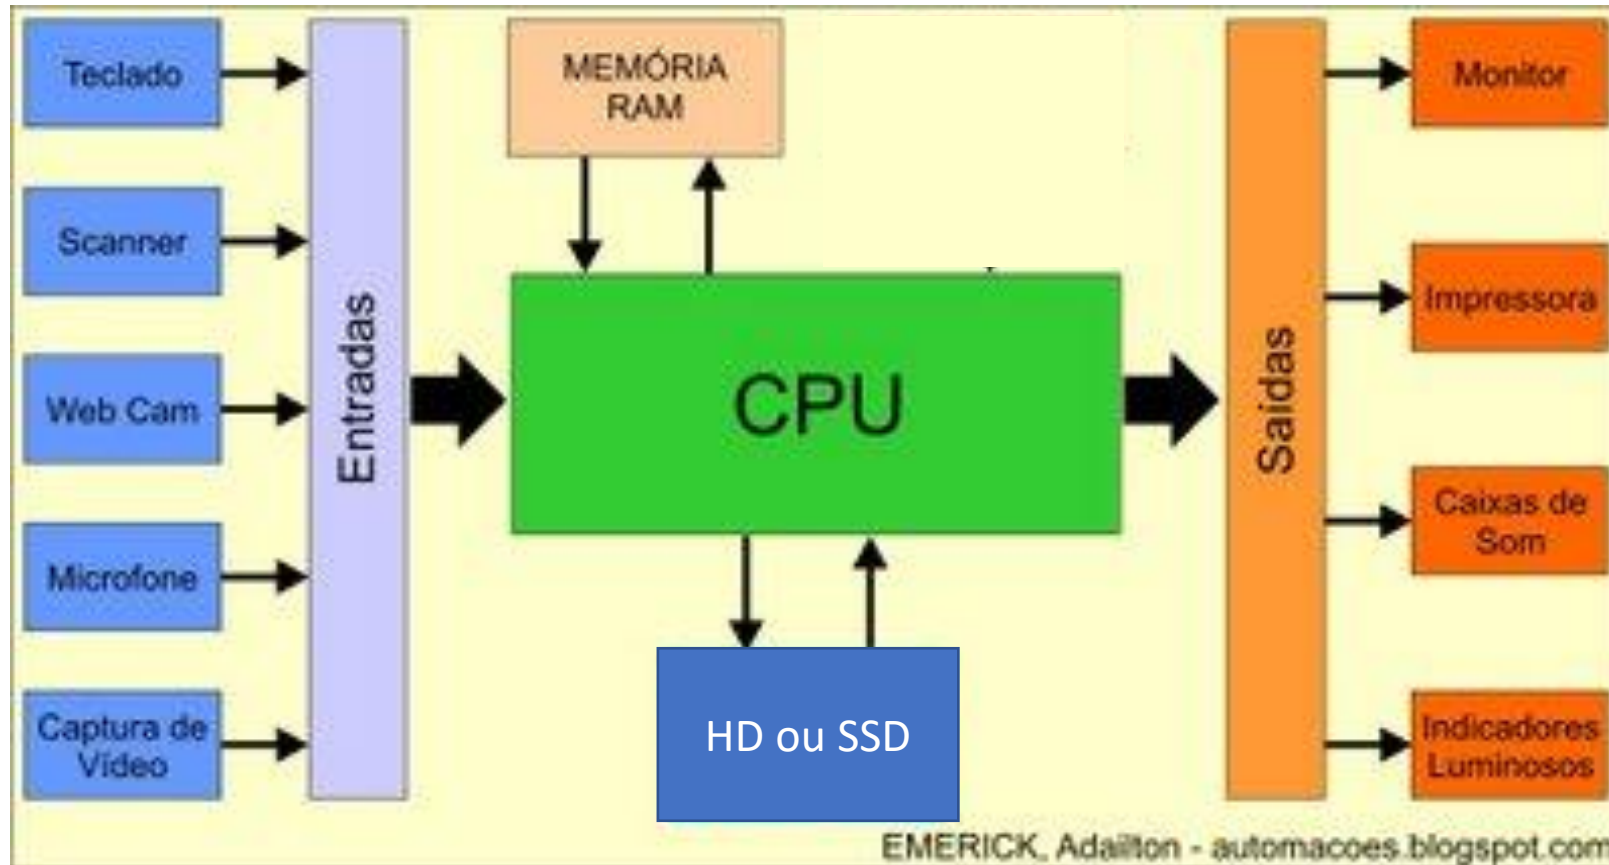 Teclado
Scanner
Web Cam
Microfone
Captura de
Vídeo
Entradas
MEMÓRIA
RAM
CPU
HD ou SSD
Saidas
Monitor
Impressora
Caixas de
Som
Indicadores
Luminosos
EMERICK, Adailton - automacoes.blogspot.com